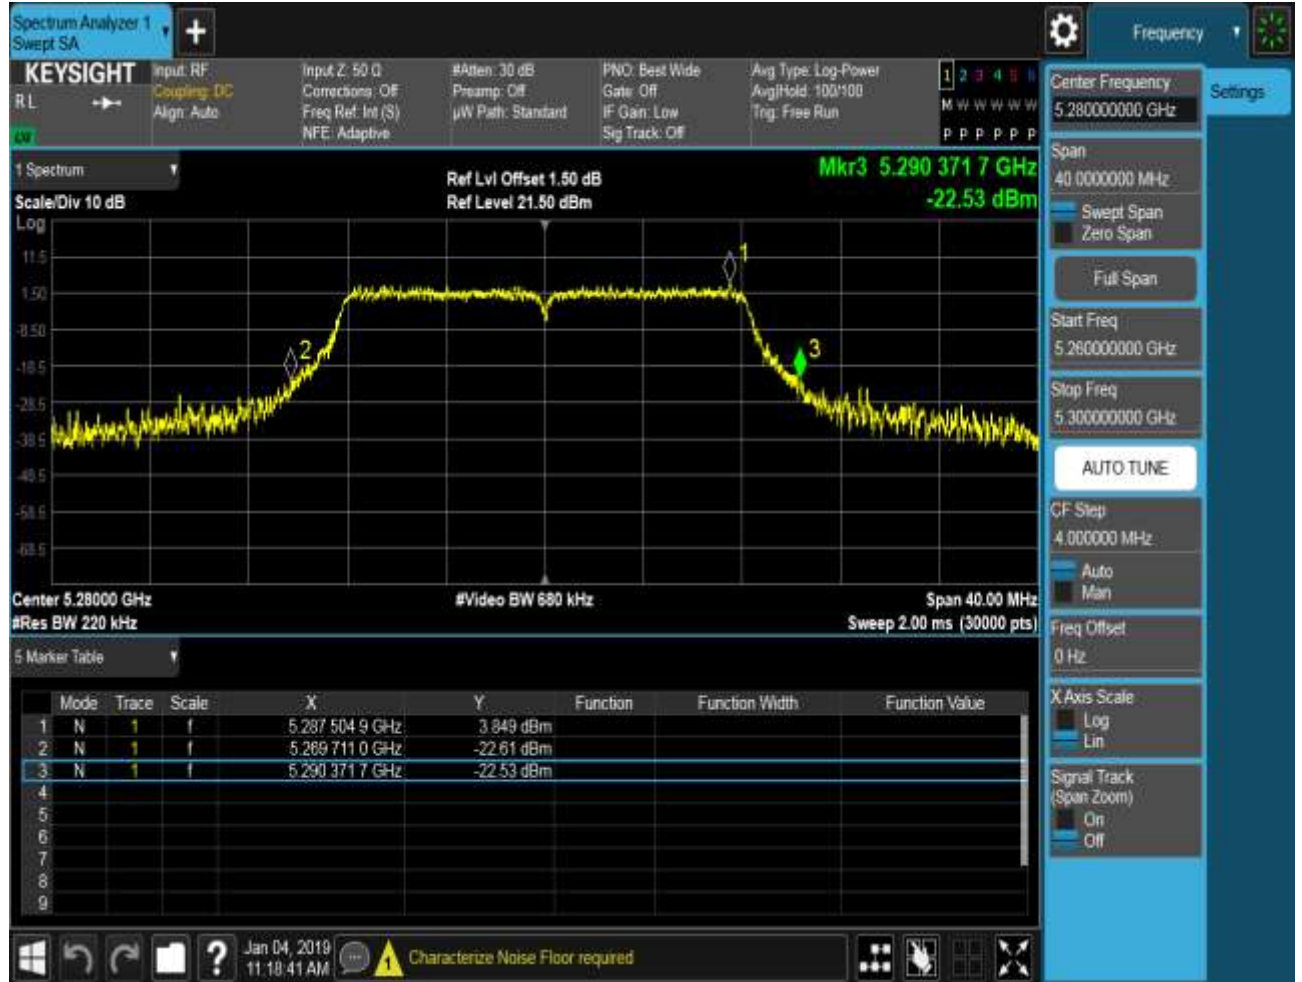 Spectrum Analyzer 1
Swept SA
+
Frequency
KEYSIGHT
RL
Input: RF
Coupling: DC
Align: Auto
Input Z: 50 Ω
Corrections: Off
Freq Ref: Int (S)
NFE: Adaptive
#Atten: 30 dB
Preamp: Off
µW Path: Standard
PNO: Best Wide
Gate: Off
IF Gain: Low
Sig Track: Off
Avg Type: Log-Power
Avg|Hold: 100/100
Trig: Free Run
1 2 3 4 5 6
M W W W W W
P P P P P P
1 Spectrum
Scale/Div 10 dB
Ref Lvl Offset 1.50 dB
Ref Level 21.50 dBm
Mkr3 5.290 371 7 GHz
-22.53 dBm
Log
11.5
1.50
-8.50
-18.5
-28.5
-38.5
-48.5
-58.5
-68.5
1
2
3
Center 5.28000 GHz
#Res BW 220 kHz
#Video BW 680 kHz
Span 40.00 MHz
Sweep 2.00 ms (30000 pts)
5 Marker Table
Mode Trace Scale X Y Function Function Width Function Value
1 N 1 f 5.287 504 9 GHz 3.849 dBm
2 N 1 f 5.269 711 0 GHz -22.61 dBm
3 N 1 f 5.290 371 7 GHz -22.53 dBm
4
5
6
7
8
9
Jan 04, 2019
11:18:41 AM
1
Characterize Noise Floor required
Center Frequency
5.280000000 GHz
Settings
Span
40.0000000 MHz
Swept Span
Zero Span
Full Span
Start Freq
5.260000000 GHz
Stop Freq
5.300000000 GHz
AUTO TUNE
CF Step
4.000000 MHz
Auto
Man
Freq Offset
0 Hz
X Axis Scale
Log
Lin
Signal Track
(Span Zoom)
On
Off